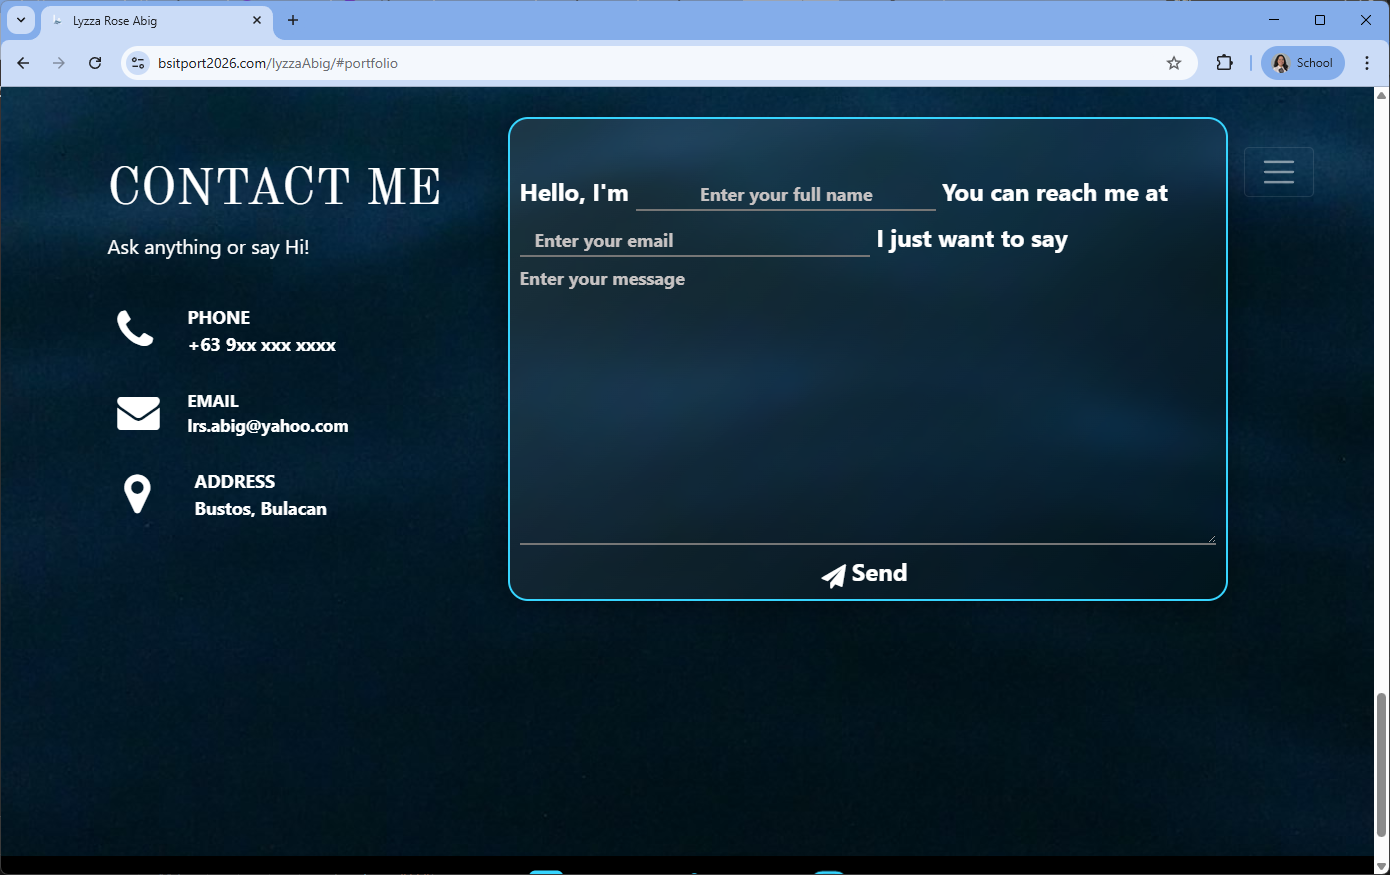 Lyzza Rose Abig
bsitport2026.com/lyzzaAbig/#portfolio
School
CONTACT ME
Ask anything or say Hi!
PHONE
+63 9xx xxx xxxx
EMAIL
lrs.abig@yahoo.com
ADDRESS
Bustos, Bulacan
Hello, I'm Enter your full name You can reach me at
Enter your email I just want to say
Enter your message
Send